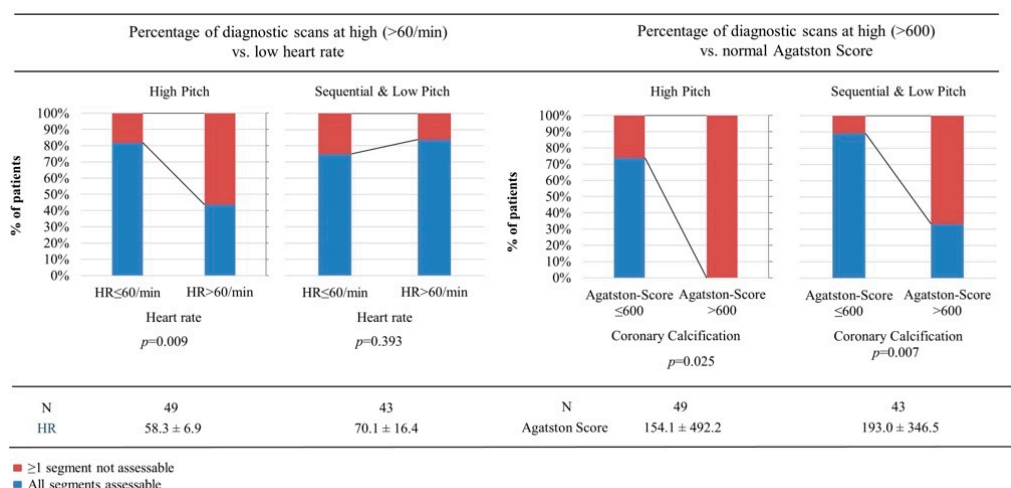 Percentage of diagnostic scans at high (>60/min)
vs. low heart rate
Percentage of diagnostic scans at high (>600)
vs. normal Agatston Score
High Pitch
Sequential & Low Pitch
100%
90%
80%
70%
60%
50%
40%
30%
20%
10%
0%
% of patients
HR≤60/min
HR>60/min
HR≤60/min
HR>60/min
Heart rate
Heart rate
p=0.009
p=0.393
High Pitch
Sequential & Low Pitch
100%
90%
80%
70%
60%
50%
40%
30%
20%
10%
0%
% of patients
Agatston-Score
≤600
Agatston-Score
>600
Agatston-Score
≤600
Agatston-Score
>600
Coronary Calcification
Coronary Calcification
p=0.025
p=0.007
N 49 43 N 49 43
HR 58.3 ± 6.9 70.1 ± 16.4 Agatston Score 154.1 ± 492.2 193.0 ± 346.5
≥1 segment not assessable
All segments assessable